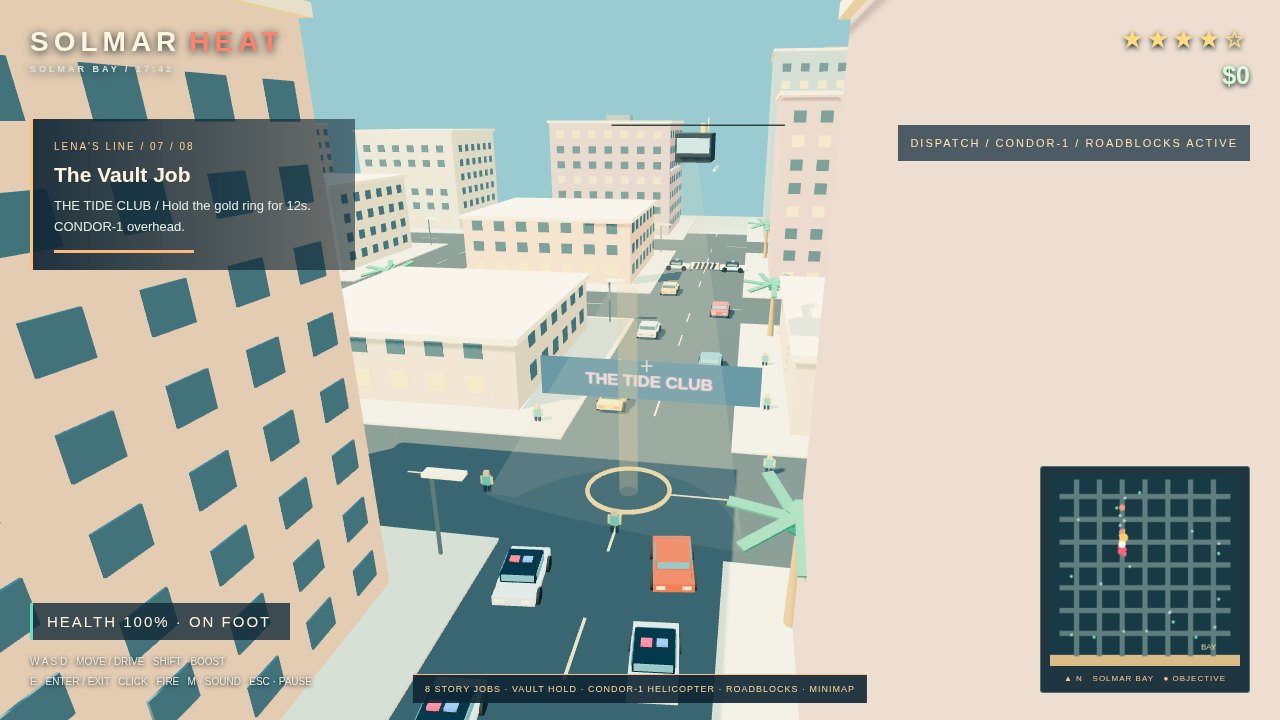 SOLMAR HEAT
SOLMAR BAY / 17:42
★★★★☆
$0
LENA'S LINE / 07 / 08
The Vault Job
THE TIDE CLUB / Hold the gold ring for 12s.
CONDOR-1 overhead.
DISPATCH / CONDOR-1 / ROADBLOCKS ACTIVE
THE TIDE CLUB
HEALTH 100% · ON FOOT
W A S D · MOVE / DRIVE SHIFT · BOOST
E · ENTER / EXIT CLICK · FIRE M · SOUND ESC · PAUSE
8 STORY JOBS · VAULT HOLD · CONDOR-1 HELICOPTER · ROADBLOCKS · MINIMAP
BAY
▲ N SOLMAR BAY ● OBJECTIVE